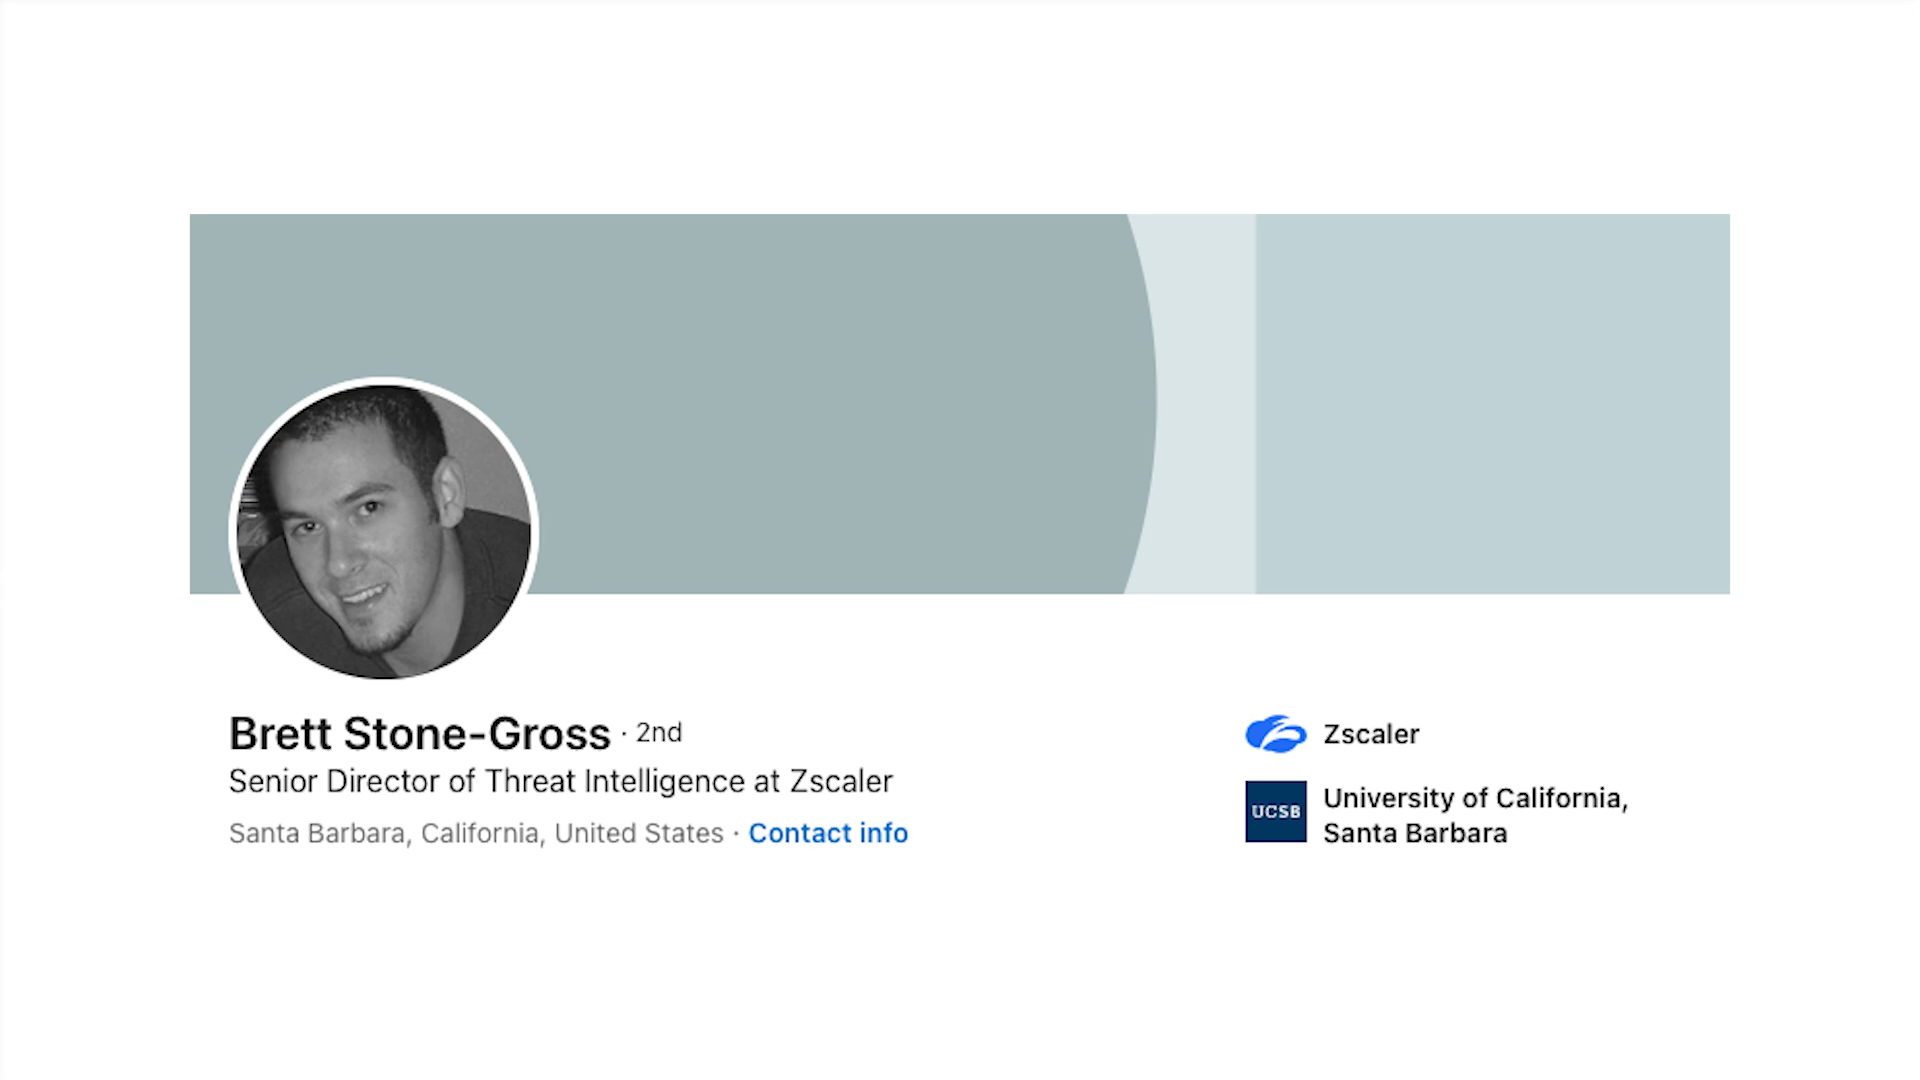 Brett Stone-Gross · 2nd
Senior Director of Threat Intelligence at Zscaler
Santa Barbara, California, United States · Contact info
Zscaler
UCSB
University of California,
Santa Barbara